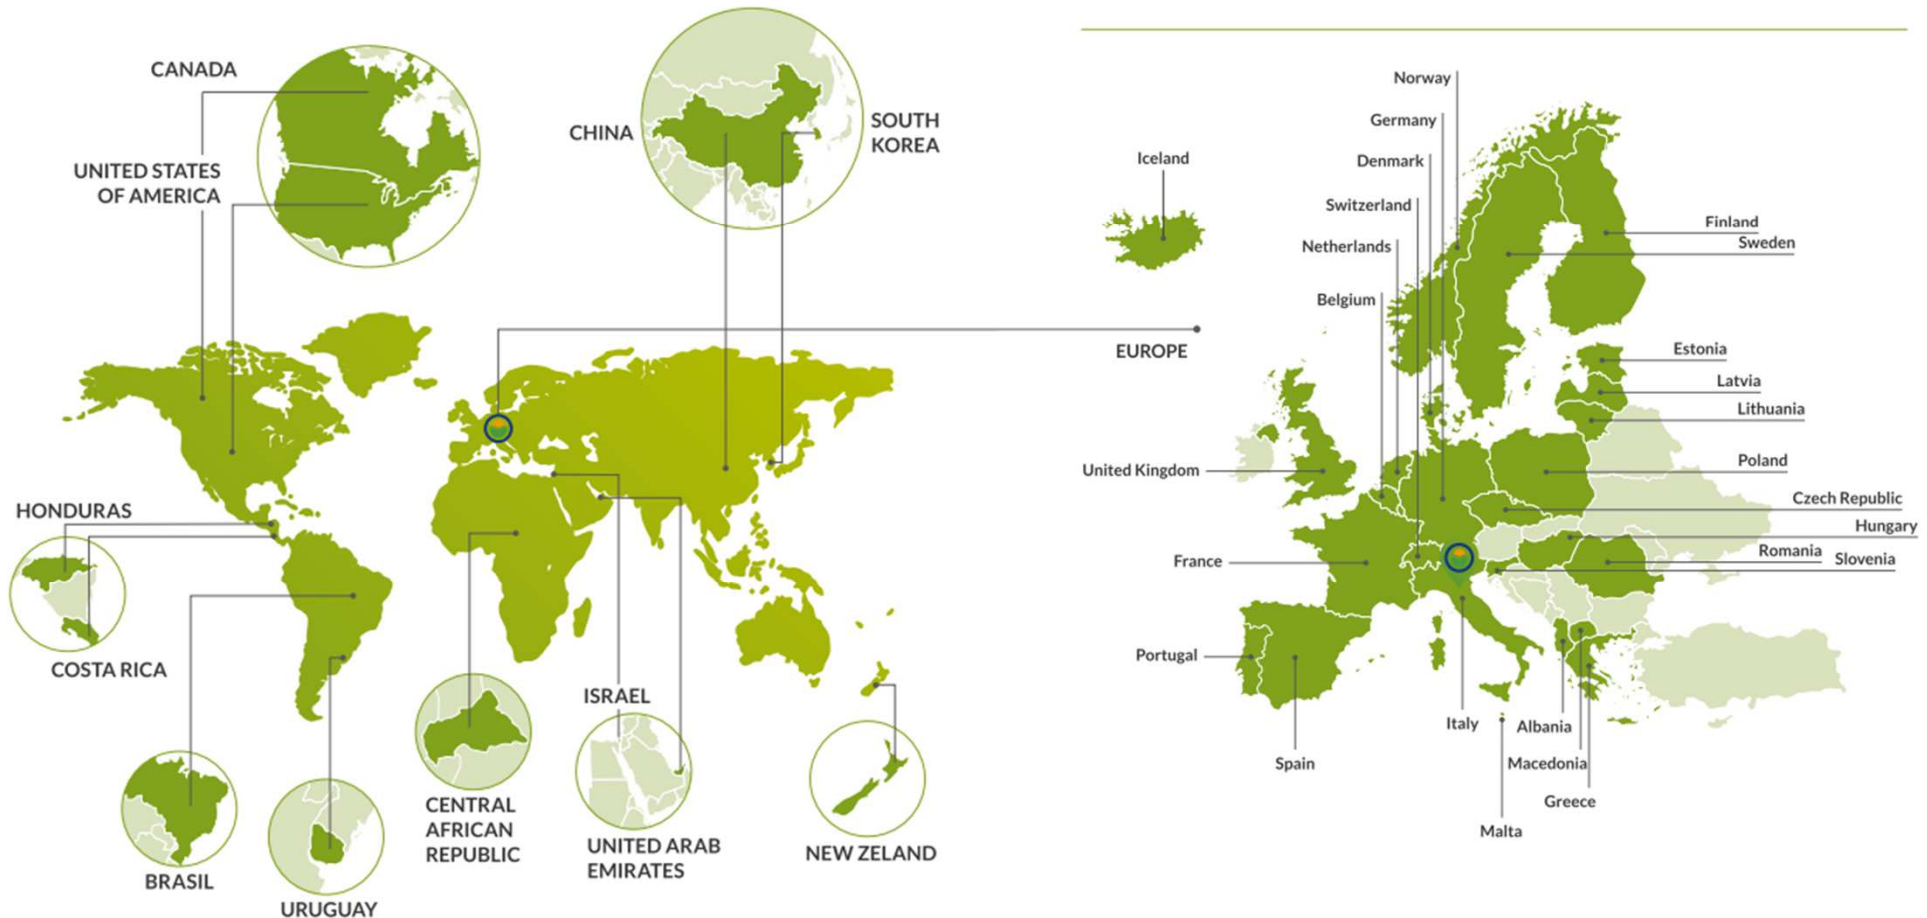 CANADA
UNITED STATES
OF AMERICA
CHINA
SOUTH
KOREA
EUROPE
HONDURAS
COSTA RICA
BRASIL
URUGUAY
CENTRAL
AFRICAN
REPUBLIC
ISRAEL
UNITED ARAB
EMIRATES
NEW ZELAND
Norway
Germany
Denmark
Iceland
Switzerland
Netherlands
Belgium
Finland
Sweden
Estonia
Latvia
Lithuania
United Kingdom
Poland
Czech Republic
Hungary
Romania
Slovenia
France
Portugal
Italy
Albania
Spain
Macedonia
Greece
Malta